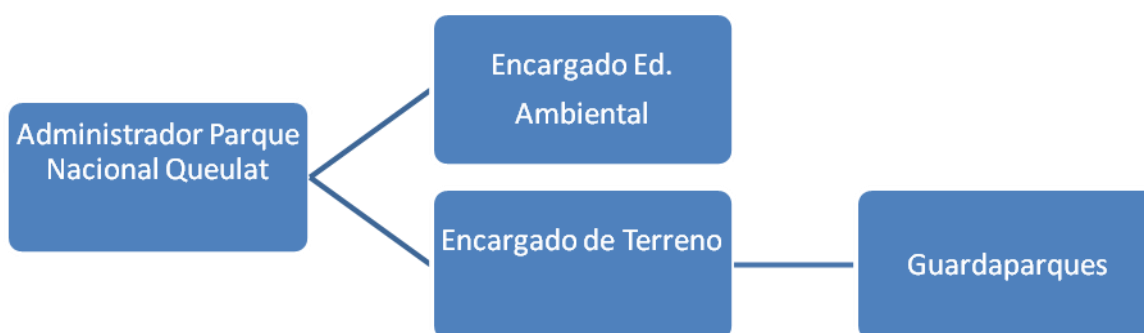 Administrador Parque
Nacional Queulat
Encargado Ed.
Ambiental
Encargado de Terreno
Guardaparques